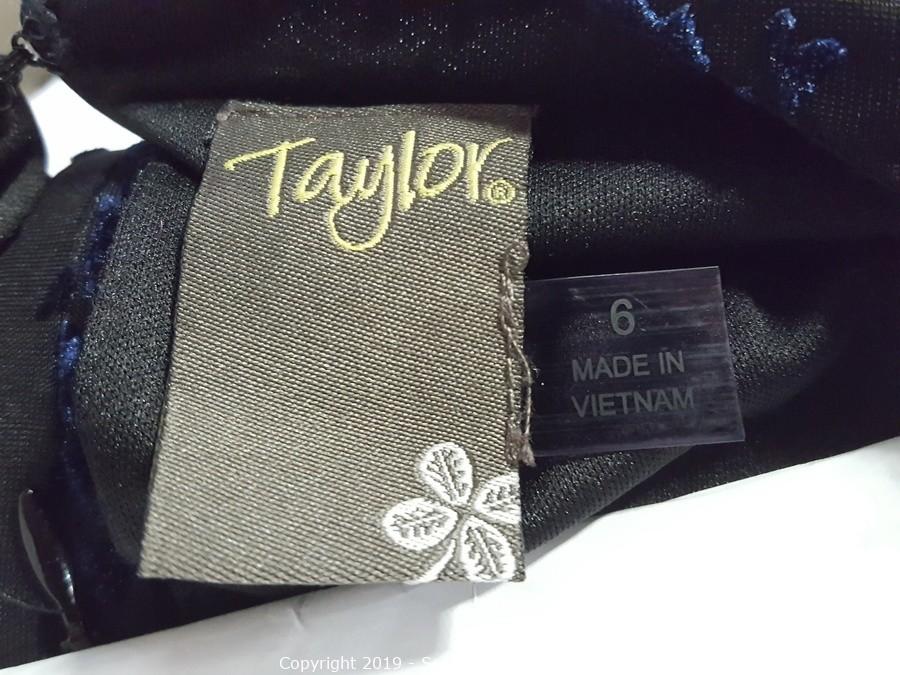 Taylor®
6
MADE IN
VIETNAM
Copyright 2019 - S